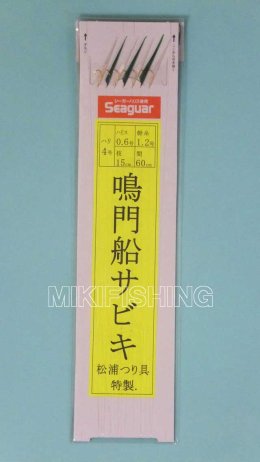 シーガーハリス使用
Seaguar
ハリ 4号
ハリス 0.6号
幹糸 1.2号
枝 15cm
間 60cm
鳴門船サビキ
MIKIFISHING
松浦つり具
特製.